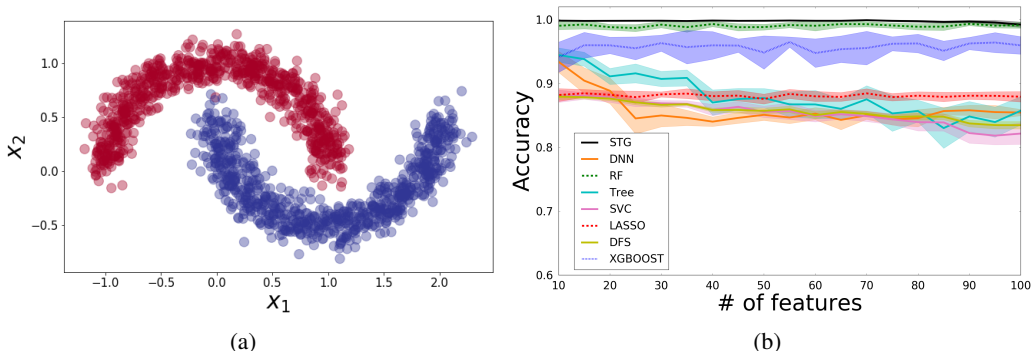 1.0
0.5
0.0
−0.5
x2
−1.0 −0.5 0.0 0.5 1.0 1.5 2.0
x1
(a)
1.0
0.9
0.8
0.7
0.6
Accuracy
STG
DNN
RF
Tree
SVC
LASSO
DFS
XGBOOST
10 20 30 40 50 60 70 80 90 100
# of features
(b)